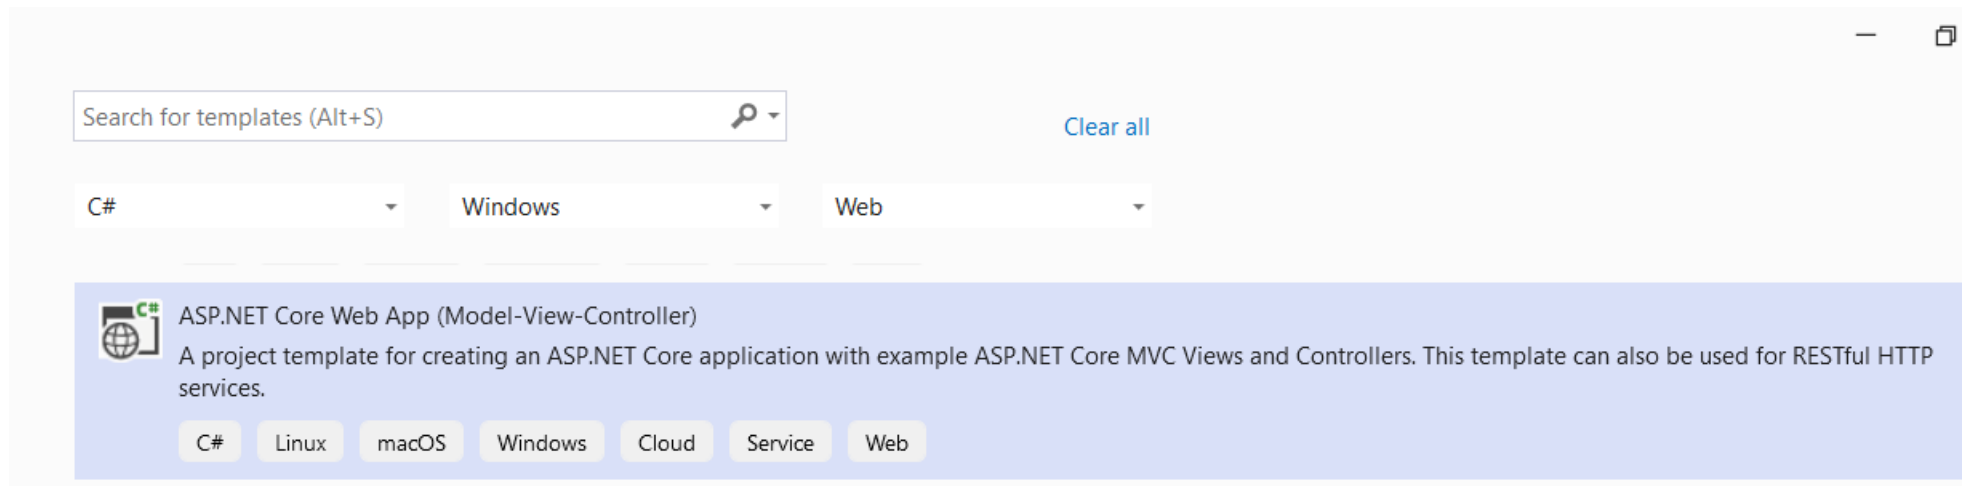 Search for templates (Alt+S)
Clear all
C# Windows Web
C#
ASP.NET Core Web App (Model-View-Controller)
A project template for creating an ASP.NET Core application with example ASP.NET Core MVC Views and Controllers. This template can also be used for RESTful HTTP
services.
C# Linux macOS Windows Cloud Service Web